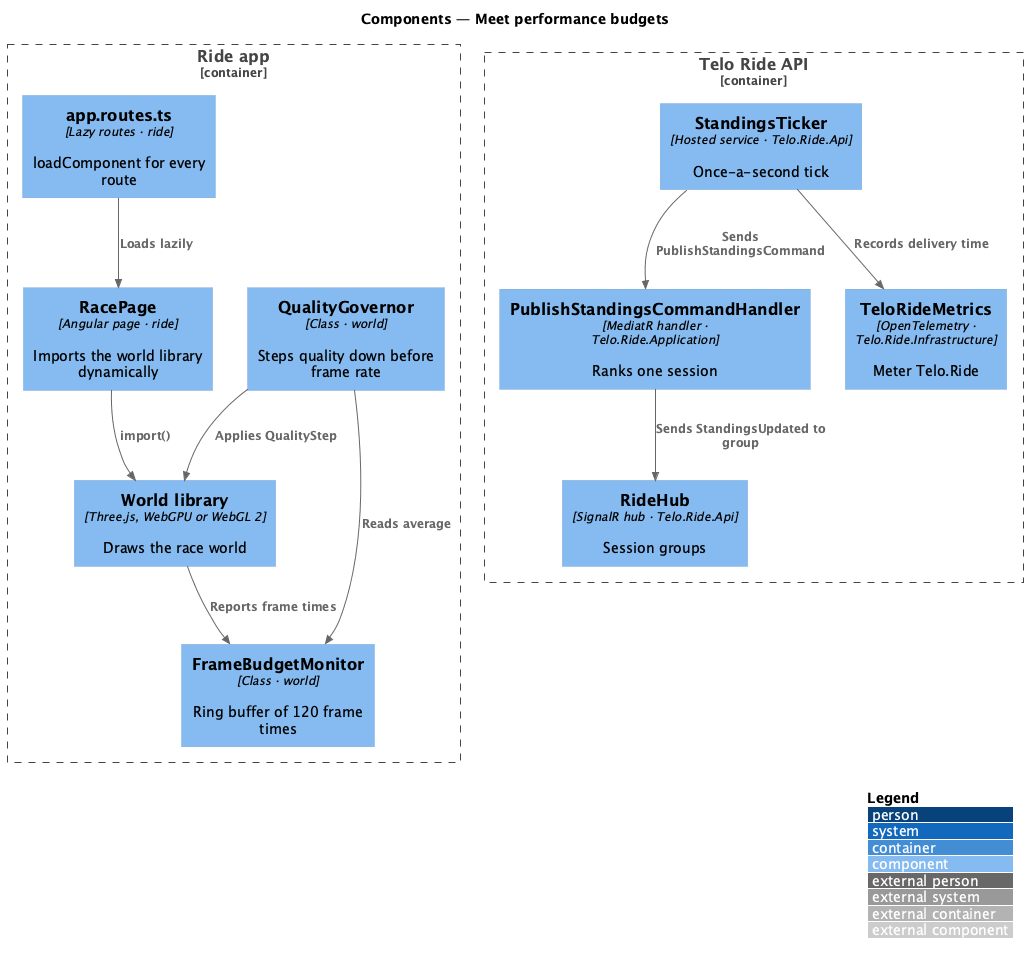 Components — Meet performance budgets
Ride app
[container]
app.routes.ts
[Lazy routes · ride]
loadComponent for every
route
Loads lazily
RacePage
[Angular page · ride]
Imports the world library
dynamically
QualityGovernor
[Class · world]
Steps quality down before
frame rate
import()
Applies QualityStep
World library
[Three.js, WebGPU or WebGL 2]
Draws the race world
Reads average
Reports frame times
FrameBudgetMonitor
[Class · world]
Ring buffer of 120 frame
times
Telo Ride API
[container]
StandingsTicker
[Hosted service · Telo.Ride.Api]
Once-a-second tick
Sends
PublishStandingsCommand
Records delivery time
PublishStandingsCommandHandler
[MediatR handler ·
Telo.Ride.Application]
Ranks one session
TeloRideMetrics
[OpenTelemetry ·
Telo.Ride.Infrastructure]
Meter Telo.Ride
Sends StandingsUpdated to
group
RideHub
[SignalR hub · Telo.Ride.Api]
Session groups
Legend
person
system
container
component
external person
external system
external container
external component